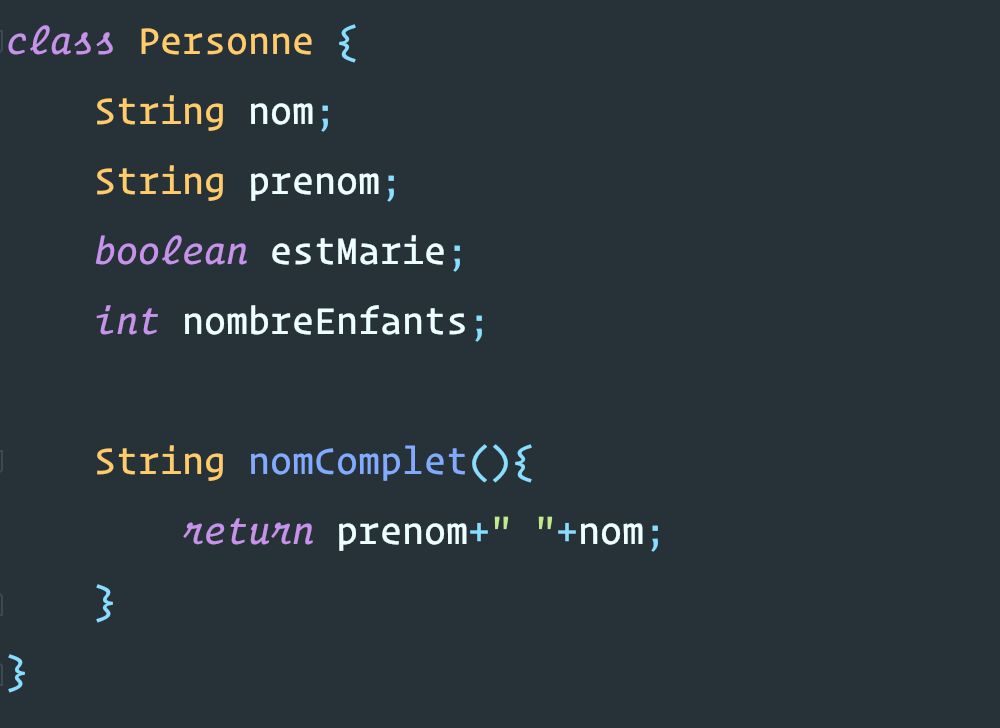 class Personne {
    String nom;
    String prenom;
    boolean estMarie;
    int nombreEnfants;

    String nomComplet(){
        return prenom+" "+nom;
    }
}